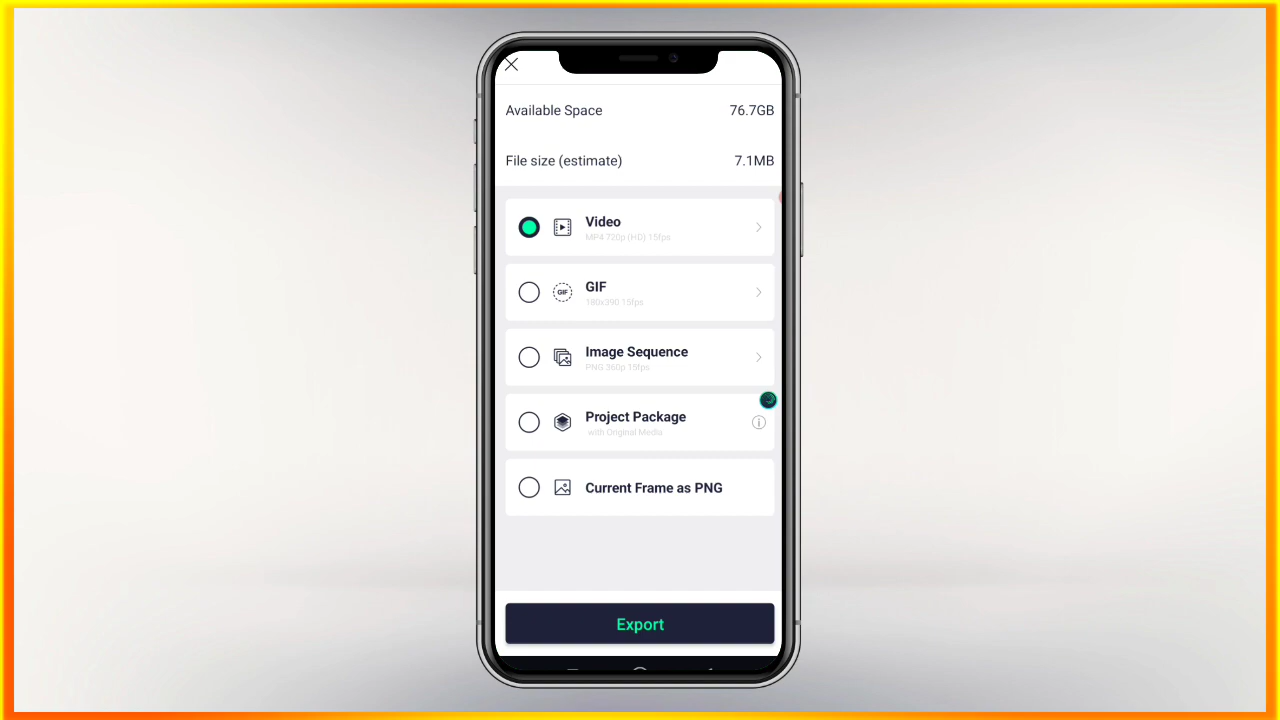 Available Space 76.7GB
File size (estimate) 7.1MB
Video
MP4 720p (HD) 15fps
GIF
GIF
180x390 15fps
Image Sequence
PNG 360p 15fps
Project Package
with Original Media
Current Frame as PNG
Export